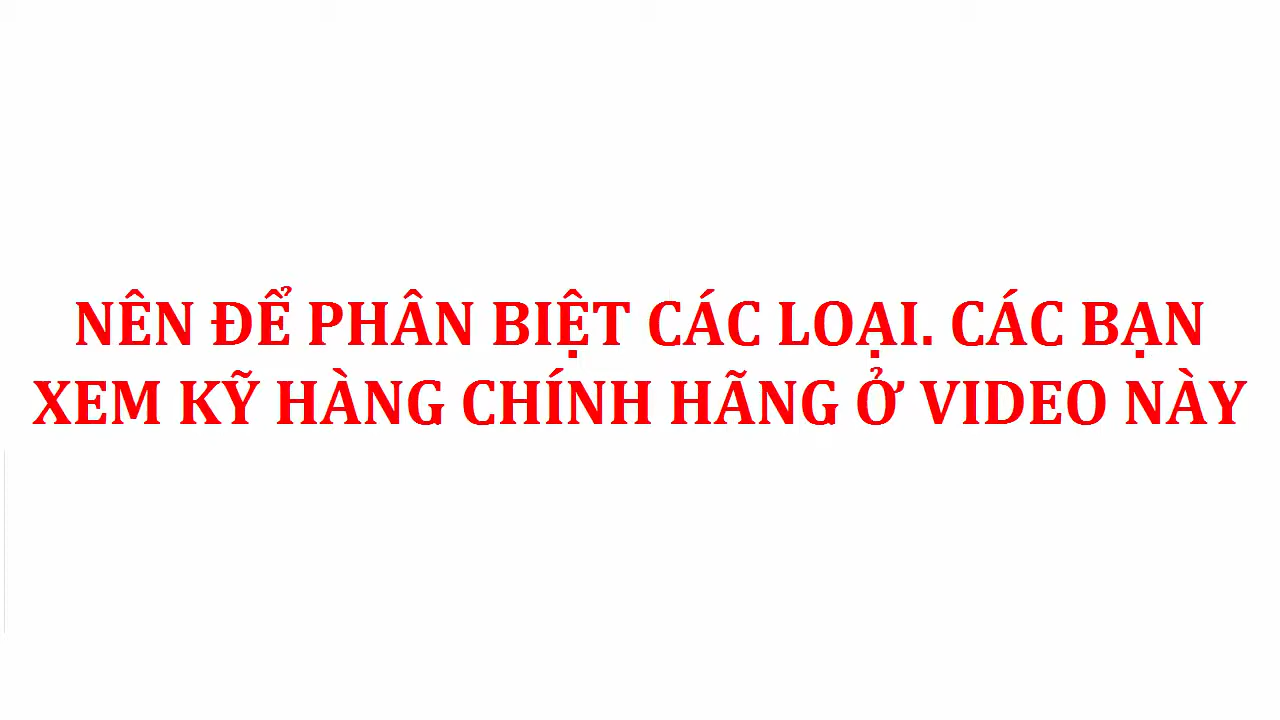 NÊN ĐỂ PHÂN BIỆT CÁC LOẠI. CÁC BẠN
XEM KỸ HÀNG CHÍNH HÃNG Ở VIDEO NÀY